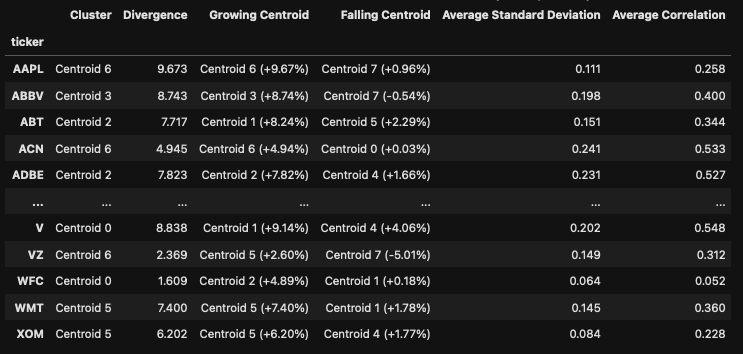 Cluster Divergence Growing Centroid Falling Centroid Average Standard Deviation Average Correlation
ticker
AAPL Centroid 6 9.673 Centroid 6 (+9.67%) Centroid 7 (+0.96%) 0.111 0.258
ABBV Centroid 3 8.743 Centroid 3 (+8.74%) Centroid 7 (-0.54%) 0.198 0.400
ABT Centroid 2 7.717 Centroid 1 (+8.24%) Centroid 5 (+2.29%) 0.151 0.344
ACN Centroid 6 4.945 Centroid 6 (+4.94%) Centroid 0 (+0.03%) 0.241 0.533
ADBE Centroid 2 7.823 Centroid 2 (+7.82%) Centroid 4 (+1.66%) 0.231 0.527
... ... ... ... ... ... ...
V Centroid 0 8.838 Centroid 1 (+9.14%) Centroid 4 (+4.06%) 0.202 0.548
VZ Centroid 6 2.369 Centroid 5 (+2.60%) Centroid 7 (-5.01%) 0.149 0.312
WFC Centroid 0 1.609 Centroid 2 (+4.89%) Centroid 1 (+0.18%) 0.064 0.052
WMT Centroid 5 7.400 Centroid 5 (+7.40%) Centroid 1 (+1.78%) 0.145 0.360
XOM Centroid 5 6.202 Centroid 5 (+6.20%) Centroid 4 (+1.77%) 0.084 0.228